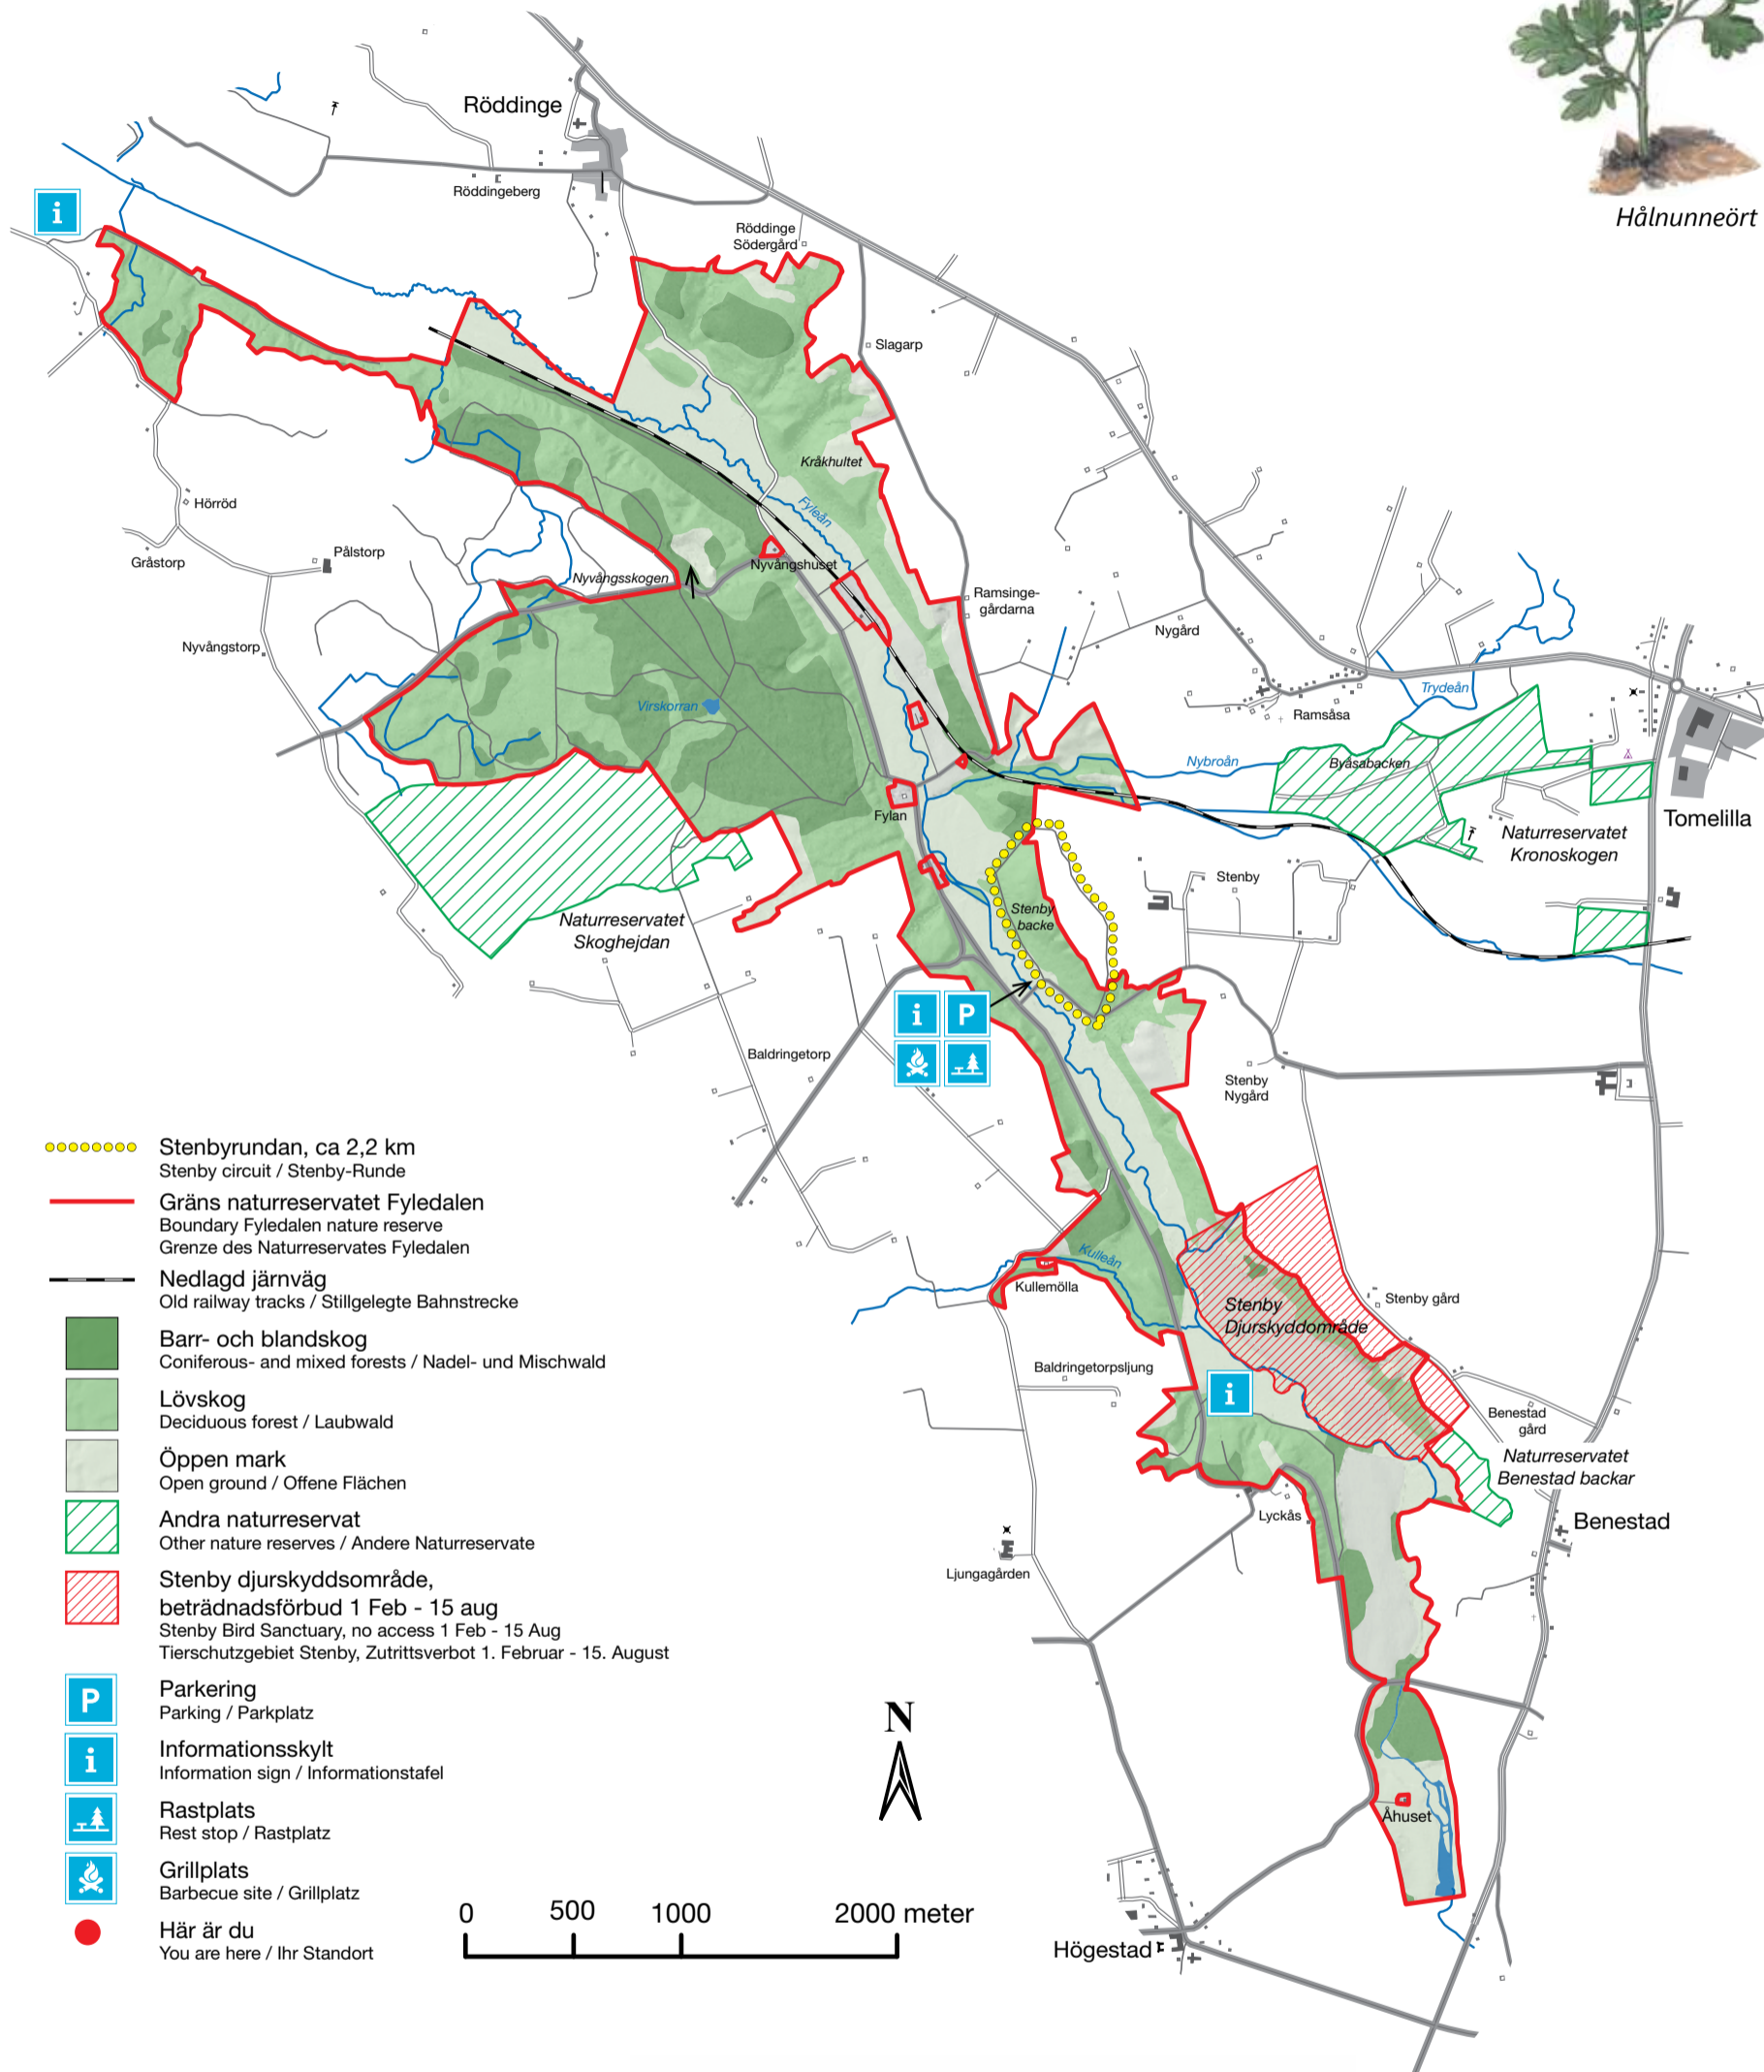 Hålnunneört
Röddinge
Röddingeberg
Röddinge
Södergård
Slagarp
Kråkhultet
Fyleån
Hörröd
Gråstorp
Pålstorp
Nyvångsskogen
Nyvångshuset
Ramsinge-
gårdarna
Nygård
Nyvångstorp
Virskorran
Trydeån
Ramsåsa
Nybroån
Byåsabacken
Tomelilla
Naturreservatet
Kronoskogen
Fylan
Stenby
Stenby
backe
Naturreservatet
Skoghejdan
i
i
P
Baldringetorp
Stenby
Nygård
Kulleån
Kullemölla
Stenby
Djurskyddområde
Stenby gård
Baldringetorpsljung
i
Benestad
gård
Naturreservatet
Benestad backar
Lyckås
Benestad
Ljungagården
Åhuset
Högestad
Stenbyrundan, ca 2,2 km
Stenby circuit / Stenby-Runde
Gräns naturreservatet Fyledalen
Boundary Fyledalen nature reserve
Grenze des Naturreservates Fyledalen
Nedlagd järnväg
Old railway tracks / Stillgelegte Bahnstrecke
Barr- och blandskog
Coniferous- and mixed forests / Nadel- und Mischwald
Lövskog
Deciduous forest / Laubwald
Öppen mark
Open ground / Offene Flächen
Andra naturreservat
Other nature reserves / Andere Naturreservate
Stenby djurskyddsområde,
beträdnadsförbud 1 Feb - 15 aug
Stenby Bird Sanctuary, no access 1 Feb - 15 Aug
Tierschutzgebiet Stenby, Zutrittsverbot 1. Februar - 15. August
P
Parkering
Parking / Parkplatz
i
Informationsskylt
Information sign / Informationstafel
Rastplats
Rest stop / Rastplatz
Grillplats
Barbecue site / Grillplatz
Här är du
You are here / Ihr Standort
N
0 500 1000 2000 meter